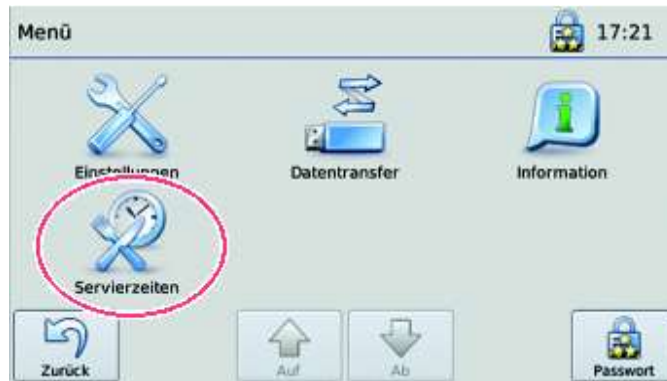 Menü 17:21
Einstellungen Datentransfer Information
Servierzeiten
Zurück Auf Ab Passwort